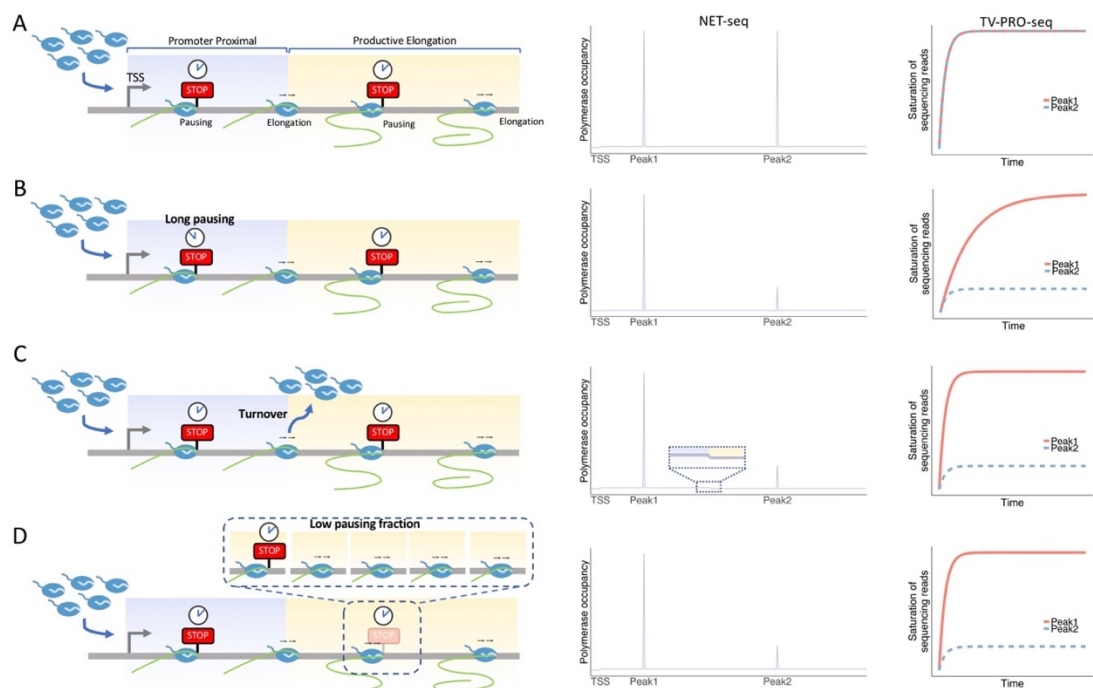 A
Promoter Proximal
Productive Elongation
TSS
STOP
STOP
Pausing
Elongation
Pausing
Elongation
NET-seq
Polymerase occupancy
TSS
Peak1
Peak2
TV-PRO-seq
Saturation of
sequencing reads
Peak1
Peak2
Time
B
Long pausing
STOP
STOP
Polymerase occupancy
TSS
Peak1
Peak2
Saturation of
sequencing reads
Peak1
Peak2
Time
C
Turnover
STOP
STOP
Polymerase occupancy
TSS
Peak1
Peak2
Saturation of
sequencing reads
Peak1
Peak2
Time
D
Low pausing fraction
STOP
STOP
STOP
Polymerase occupancy
TSS
Peak1
Peak2
Saturation of
sequencing reads
Peak1
Peak2
Time